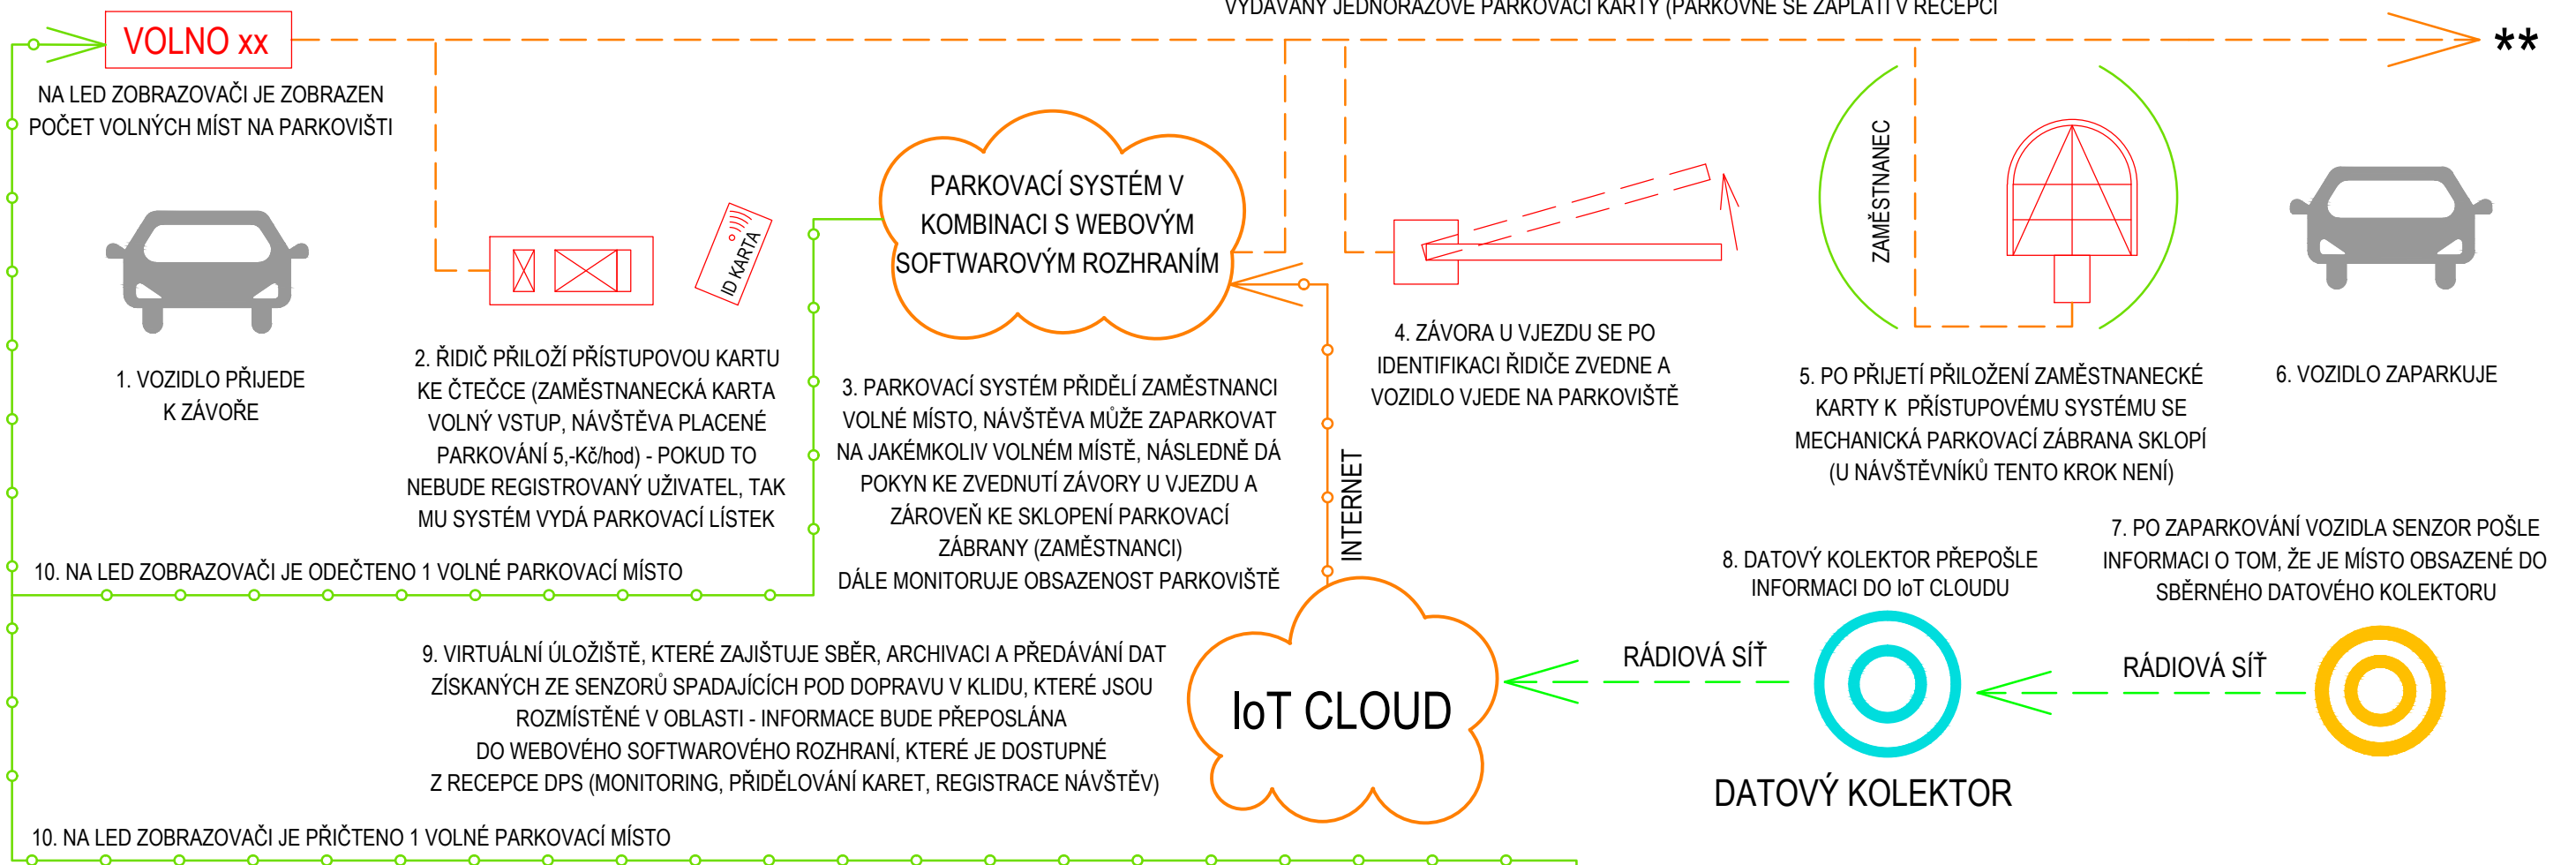 VYDÁVÁNY JEDNORÁZOVÉ PARKOVACÍ KARTY (PARKOVNÉ SE ZAPLATÍ V RECEPCI
VOLNO xx
**
NA LED ZOBRAZOVAČI JE ZOBRAZEN
POČET VOLNÝCH MÍST NA PARKOVIŠTI
ID KARTA
PARKOVACÍ SYSTÉM V
KOMBINACI S WEBOVÝM
SOFTWAROVÝM ROZHRANÍM
ZAMĚSTNANEC
1. VOZIDLO PŘIJEDE
K ZÁVOŘE
2. ŘIDIČ PŘILOŽÍ PŘÍSTUPOVOU KARTU
KE ČTEČCE (ZAMĚSTNANECKÁ KARTA
VOLNÝ VSTUP, NÁVŠTĚVA PLACENÉ
PARKOVÁNÍ 5,-Kč/hod) - POKUD TO
NEBUDE REGISTROVANÝ UŽIVATEL, TAK
MU SYSTÉM VYDÁ PARKOVACÍ LÍSTEK
3. PARKOVACÍ SYSTÉM PŘIDĚLÍ ZAMĚSTNANCI
VOLNÉ MÍSTO, NÁVŠTĚVA MŮŽE ZAPARKOVAT
NA JAKÉMKOLIV VOLNÉM MÍSTĚ, NÁSLEDNĚ DÁ
POKYN KE ZVEDNUTÍ ZÁVORY U VJEZDU A
ZÁROVEŇ KE SKLOPENÍ PARKOVACÍ
ZÁBRANY (ZAMĚSTNANCI)
DÁLE MONITORUJE OBSAZENOST PARKOVIŠTĚ
INTERNET
4. ZÁVORA U VJEZDU SE PO
IDENTIFIKACI ŘIDIČE ZVEDNE A
VOZIDLO VJEDE NA PARKOVIŠTĚ
5. PO PŘIJETÍ PŘILOŽENÍ ZAMĚSTNANECKÉ
KARTY K PŘÍSTUPOVÉMU SYSTÉMU SE
MECHANICKÁ PARKOVACÍ ZÁBRANA SKLOPÍ
(U NÁVŠTĚVNÍKŮ TENTO KROK NENÍ)
6. VOZIDLO ZAPARKUJE
7. PO ZAPARKOVÁNÍ VOZIDLA SENZOR POŠLE
INFORMACI O TOM, ŽE JE MÍSTO OBSAZENÉ DO
SBĚRNÉHO DATOVÉHO KOLEKTORU
8. DATOVÝ KOLEKTOR PŘEPOŠLE
INFORMACI DO IoT CLOUDU
10. NA LED ZOBRAZOVAČI JE ODEČTENO 1 VOLNÉ PARKOVACÍ MÍSTO
9. VIRTUÁLNÍ ÚLOŽIŠTĚ, KTERÉ ZAJIŠTUJE SBĚR, ARCHIVACI A PŘEDÁVÁNÍ DAT
ZÍSKANÝCH ZE SENZORŮ SPADAJÍCÍCH POD DOPRAVU V KLIDU, KTERÉ JSOU
ROZMÍSTĚNÉ V OBLASTI - INFORMACE BUDE PŘEPOSLÁNA
DO WEBOVÉHO SOFTWAROVÉHO ROZHRANÍ, KTERÉ JE DOSTUPNÉ
Z RECEPCE DPS (MONITORING, PŘIDĚLOVÁNÍ KARET, REGISTRACE NÁVŠTĚV)
IoT CLOUD
RÁDIOVÁ SÍŤ
RÁDIOVÁ SÍŤ
DATOVÝ KOLEKTOR
10. NA LED ZOBRAZOVAČI JE PŘIČTENO 1 VOLNÉ PARKOVACÍ MÍSTO